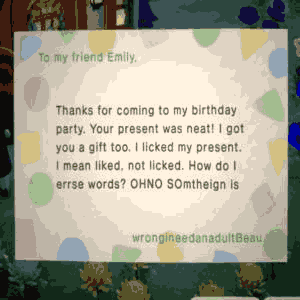 To my friend Emily,
Thanks for coming to my birthday
party. Your present was neat! I got
you a gift too. I licked my present.
I mean liked, not licked. How do I
errse words? OHNO SOmtheign is
wrongineedanadultBeau